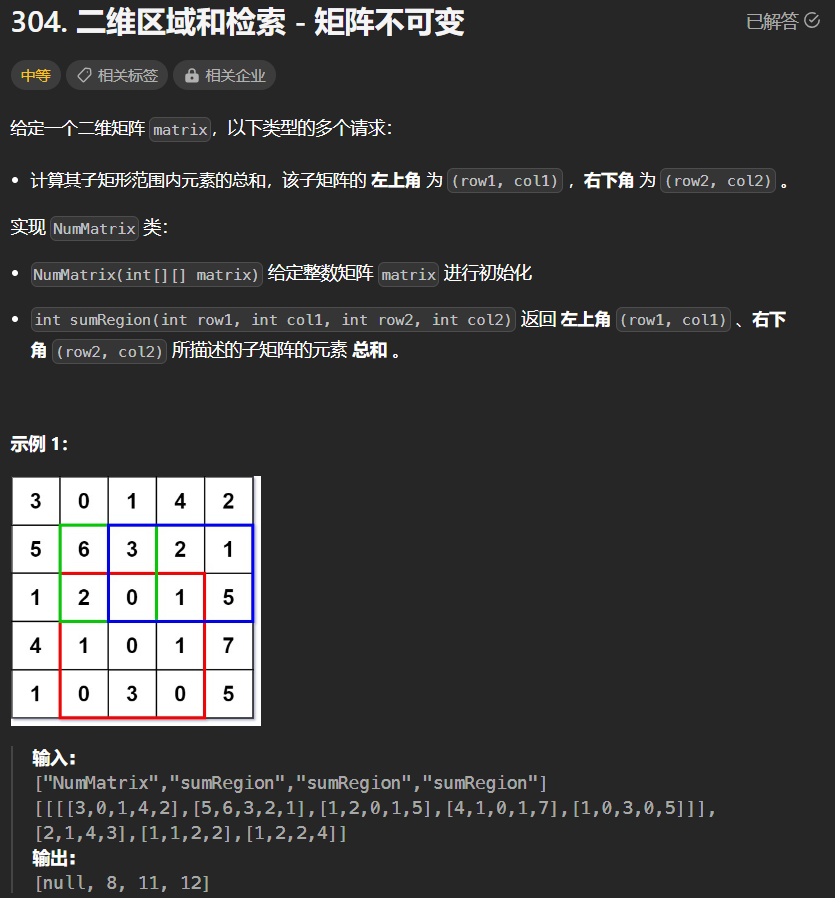 304. 二维区域和检索 - 矩阵不可变
已解答
中等 相关标签 相关企业
给定一个二维矩阵 matrix，以下类型的多个请求：
• 计算其子矩形范围内元素的总和，该子矩阵的 左上角 为 (row1, col1) ，右下角 为 (row2, col2) 。
实现 NumMatrix 类：
• NumMatrix(int[][] matrix) 给定整数矩阵 matrix 进行初始化
• int sumRegion(int row1, int col1, int row2, int col2) 返回 左上角 (row1, col1) 、右下
角 (row2, col2) 所描述的子矩阵的元素 总和 。
示例 1：
3 0 1 4 2
5 6 3 2 1
1 2 0 1 5
4 1 0 1 7
1 0 3 0 5
输入：
["NumMatrix","sumRegion","sumRegion","sumRegion"]
[[[[3,0,1,4,2],[5,6,3,2,1],[1,2,0,1,5],[4,1,0,1,7],[1,0,3,0,5]]],
[2,1,4,3],[1,1,2,2],[1,2,2,4]]
输出：
[null, 8, 11, 12]